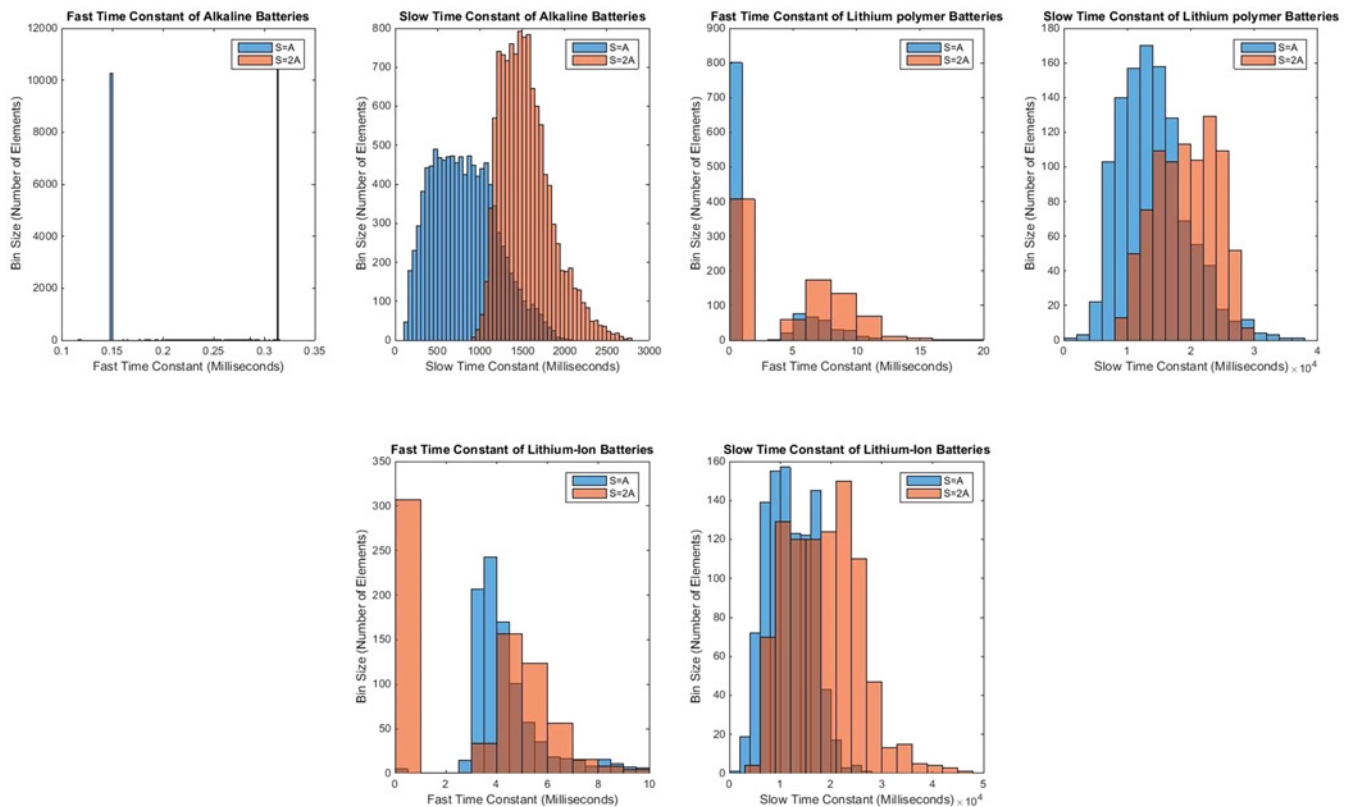 Fast Time Constant of Alkaline Batteries
12000
10000
8000
6000
4000
2000
0
0.1 0.15 0.2 0.25 0.3 0.35
Bin Size (Number of Elements)
Fast Time Constant (Milliseconds)
S=A
S=2A
Slow Time Constant of Alkaline Batteries
800
700
600
500
400
300
200
100
0
0 500 1000 1500 2000 2500 3000
Bin Size (Number of Elements)
Slow Time Constant (Milliseconds)
S=A
S=2A
Fast Time Constant of Lithium polymer Batteries
900
800
700
600
500
400
300
200
100
0
0 5 10 15 20
Bin Size (Number of Elements)
Fast Time Constant (Milliseconds)
S=A
S=2A
Slow Time Constant of Lithium polymer Batteries
180
160
140
120
100
80
60
40
20
0
0 1 2 3 4
Bin Size (Number of Elements)
Slow Time Constant (Milliseconds) ×10⁴
S=A
S=2A
Fast Time Constant of Lithium-Ion Batteries
350
300
250
200
150
100
50
0
0 2 4 6 8 10
Bin Size (Number of Elements)
Fast Time Constant (Milliseconds)
S=A
S=2A
Slow Time Constant of Lithium-Ion Batteries
160
140
120
100
80
60
40
20
0
0 1 2 3 4 5
Bin Size (Number of Elements)
Slow Time Constant (Milliseconds) ×10⁴
S=A
S=2A